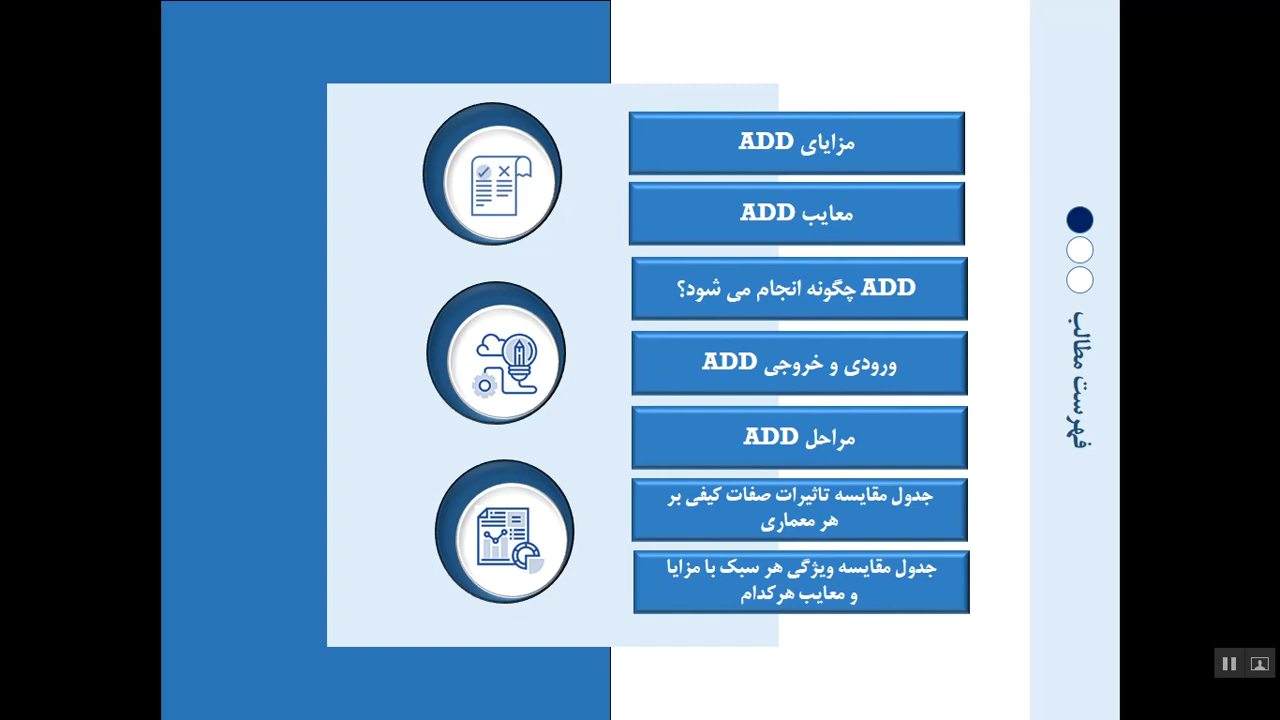 مزایای ADD
معایب ADD
ADD چگونه انجام می شود؟
ورودی و خروجی ADD
مراحل ADD
جدول مقایسه تاثیرات صفات کیفی بر
هر معماری
جدول مقایسه ویژگی هر سبک با مزایا
و معایب هرکدام
فهرست مطالب